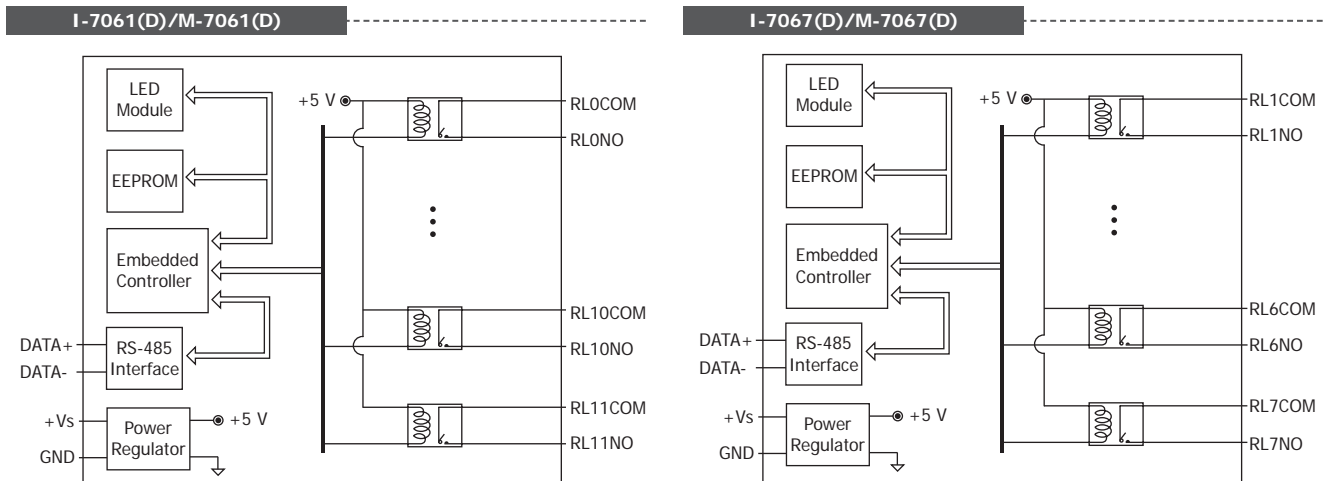 I-7061(D)/M-7061(D)
LED
Module
EEPROM
Embedded
Controller
RS-485
Interface
Power
Regulator
DATA+
DATA-
+Vs
GND
+5 V
+5 V
RL0COM
RL0NO
RL10COM
RL10NO
RL11COM
RL11NO
I-7067(D)/M-7067(D)
LED
Module
EEPROM
Embedded
Controller
RS-485
Interface
Power
Regulator
DATA+
DATA-
+Vs
GND
+5 V
+5 V
RL1COM
RL1NO
RL6COM
RL6NO
RL7COM
RL7NO